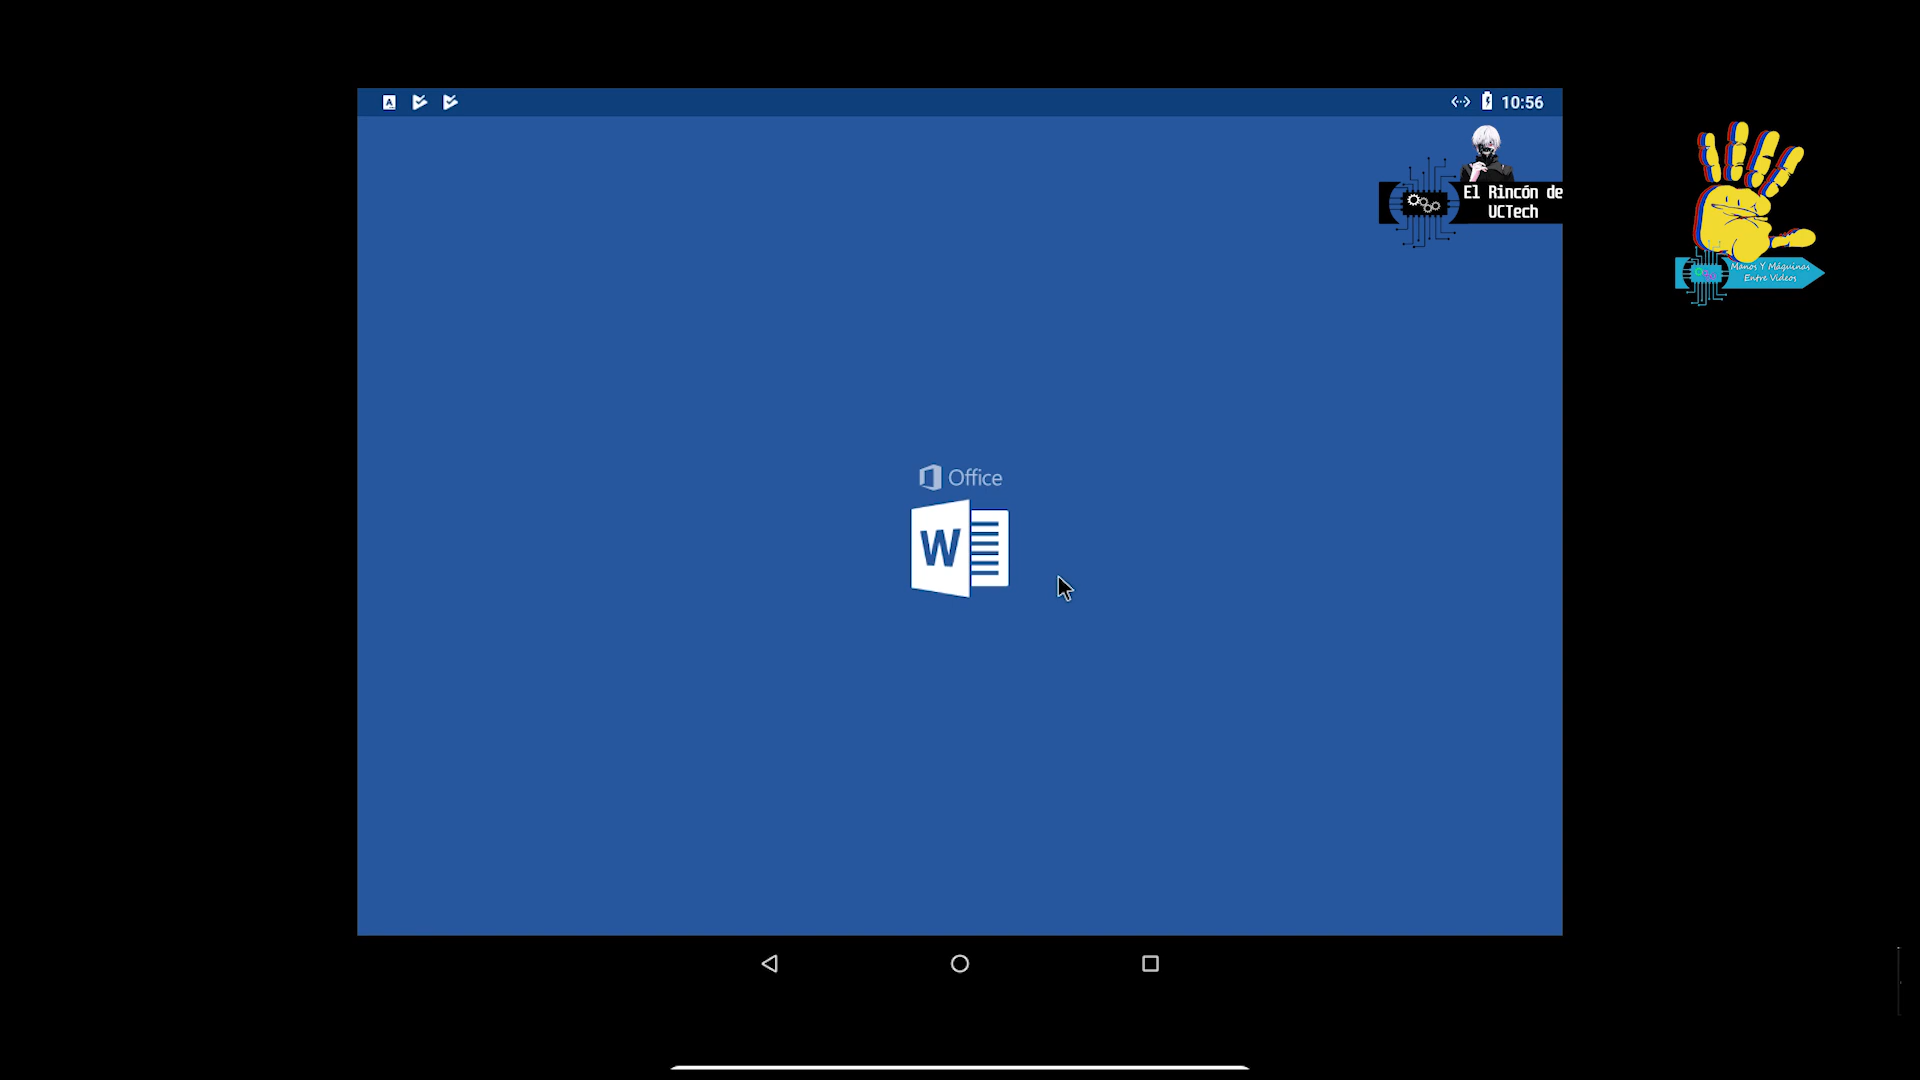 A
10:56
El Rincón de
UCTech
Manos Y Máquinas
Entre Videos
Office
W